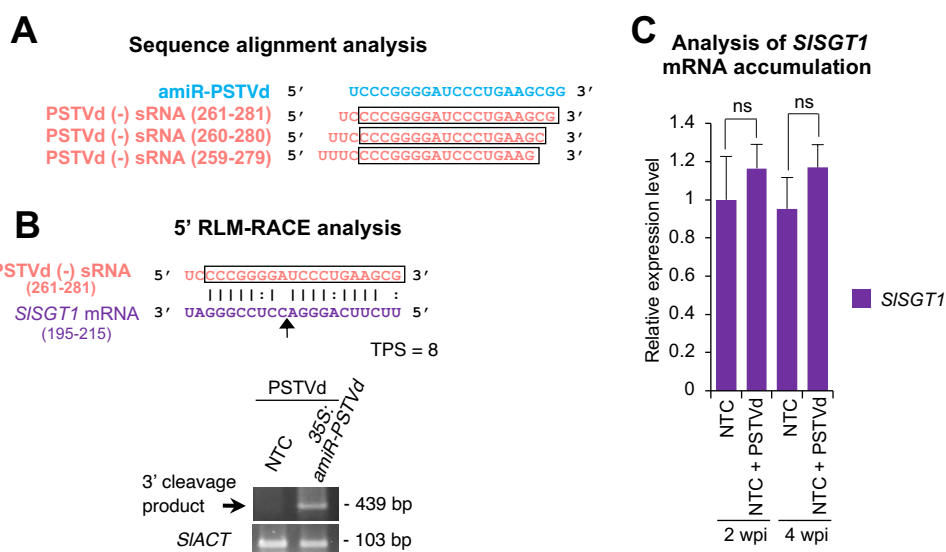 A
Sequence alignment analysis
amiR-PSTVd 5′ UCCCGGGGAUCCCUGAAGCGG 3′
PSTVd (-) sRNA (261-281) 5′ UCCCCGGGGAUCCCUGAAGCG 3′
PSTVd (-) sRNA (260-280) 5′ UUCCCCGGGGAUCCCUGAAGC 3′
PSTVd (-) sRNA (259-279) 5′ UUUCCCCGGGGAUCCCUGAAG 3′
B
5′ RLM-RACE analysis
PSTVd (-) sRNA 5′ UCCCCGGGGAUCCCUGAAGCG 3′
(261-281)
SlSGT1 mRNA 3′ UAGGGCCUCCAGGGACUUCUU 5′
(195-215)
TPS = 8
PSTVd
NTC
35S:
amiR-PSTVd
3′ cleavage
product
- 439 bp
SlACT
- 103 bp
C
Analysis of SlSGT1
mRNA accumulation
ns
ns
Relative expression level
1.4
1.2
1
0.8
0.6
0.4
0.2
0
NTC
NTC + PSTVd
NTC
NTC + PSTVd
2 wpi
4 wpi
SlSGT1